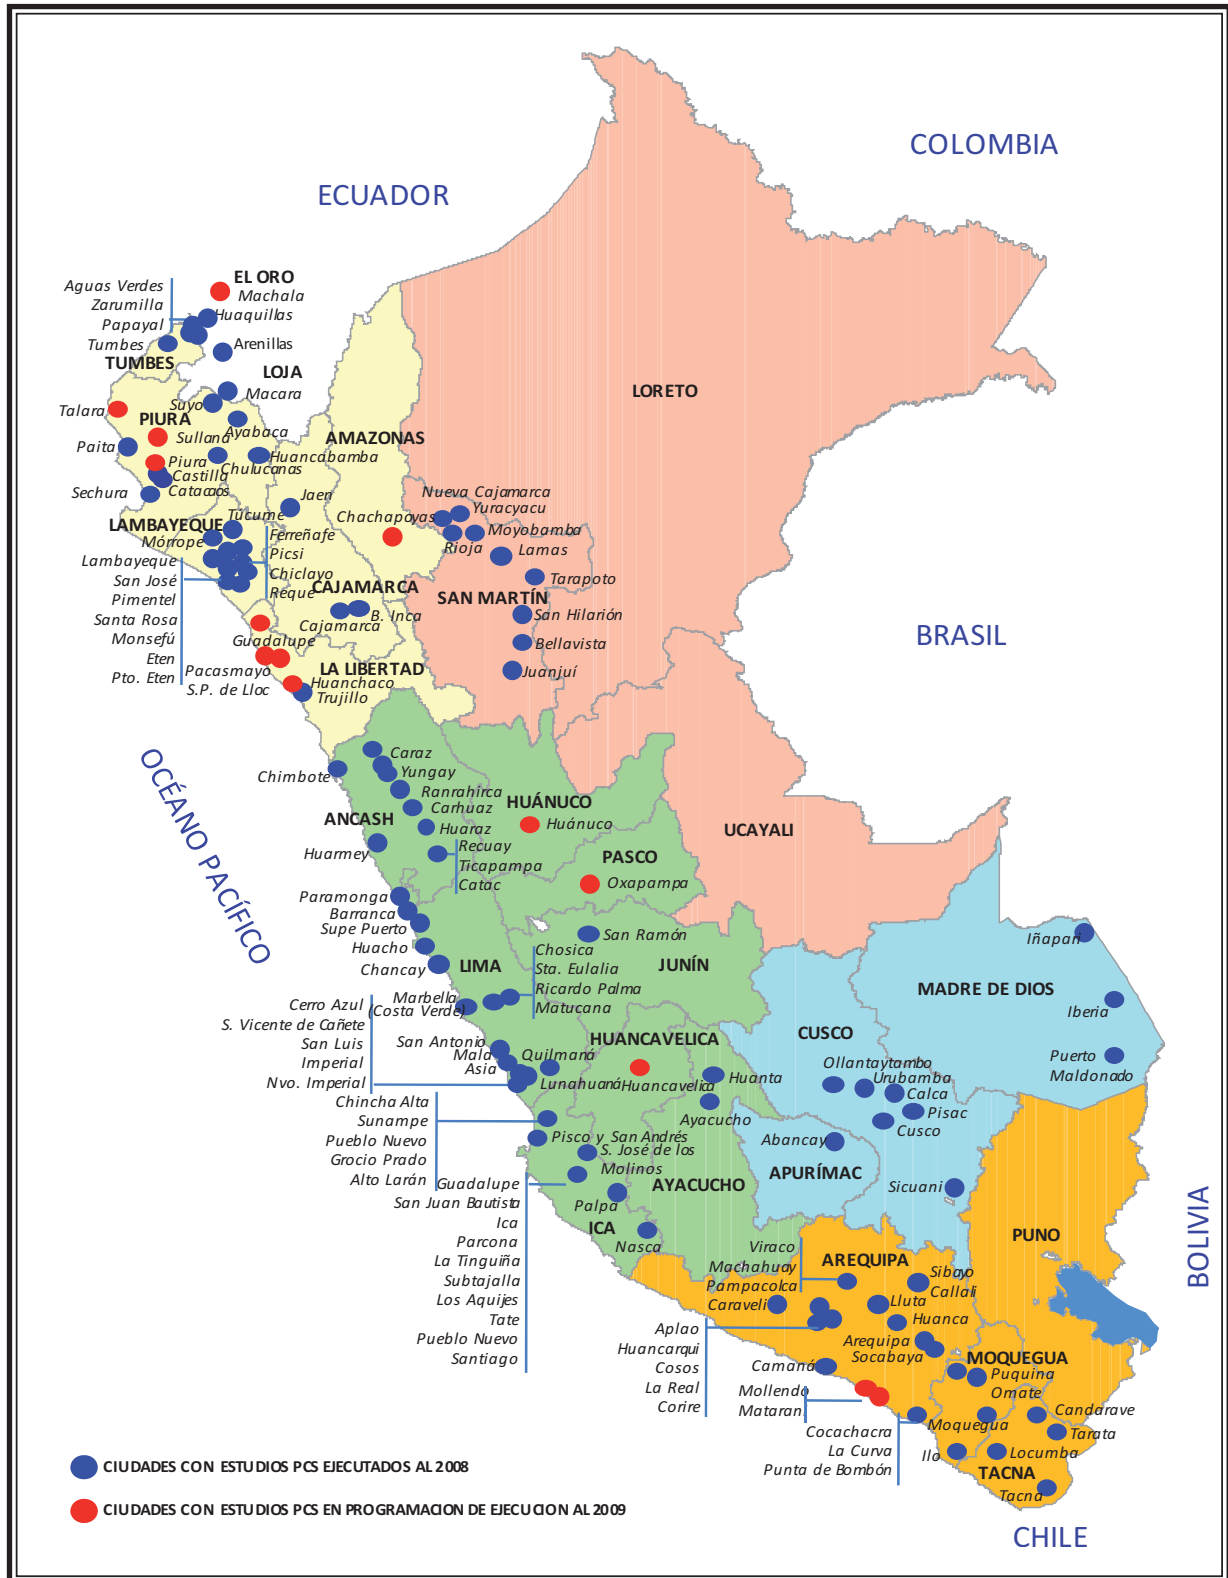 COLOMBIA
ECUADOR
EL ORO
Machala
Aguas Verdes
Zarumilla
Papayal
Tumbes
Huaquillas
Arenillas
TUMBES
LOJA
Macara
Suyo
Talara
PIURA
Ayabaca
Sullana
Paita
Piura
Huancabamba
Chulucanas
Castilla
Catacaos
Sechura
AMAZONAS
LORETO
Jaen
Nueva Cajamarca
Yuracyacu
Chachapoyas
Moyobamba
Rioja
Lamas
Tarapoto
Túcume
LAMBAYEQUE
Mórrope
Ferreñafe
Picsi
Chiclayo
Reque
Lambayeque
San José
Pimentel
Santa Rosa
Monsefú
Eten
Pto. Eten
CAJAMARCA
B. Inca
Cajamarca
SAN MARTÍN
San Hilarión
Bellavista
Juanjuí
BRASIL
Guadalupe
Pacasmayo
S.P. de Lloc
LA LIBERTAD
Huanchaco
Trujillo
OCÉANO PACÍFICO
Chimbote
Caraz
Yungay
Ranrahirca
Carhuaz
ANCASH
Huaraz
Huarmey
Recuay
Ticapampa
Catac
HUÁNUCO
Huánuco
UCAYALI
PASCO
Oxapampa
Paramonga
Barranca
Supe Puerto
Huacho
Chancay
LIMA
San Ramón
JUNÍN
Chosica
Sta. Eulalia
Ricardo Palma
Matucana
Marbella
(Costa Verde)
Iñapari
MADRE DE DIOS
Iberia
Puerto
Maldonado
Cerro Azul
S. Vicente de Cañete
San Luis
Imperial
Nvo. Imperial
San Antonio
Mala
Asia
Quilmaná
Lunahuaná
HUANCAVELICA
Huancavelica
Huanta
Ayacucho
CUSCO
Ollantaytambo
Urubamba
Calca
Pisac
Cusco
Chincha Alta
Sunampe
Pueblo Nuevo
Grocio Prado
Alto Larán
Pisco y San Andrés
S. José de los
Molinos
Abancay
APURÍMAC
Sicuani
Guadalupe
San Juan Bautista
Ica
Parcona
La Tinguiña
Subtajalla
Los Aquijes
Tate
Pueblo Nuevo
Santiago
Palpa
AYACUCHO
ICA
Nasca
PUNO
BOLIVIA
Viraco
Machahuay
Pampacolca
AREQUIPA
Sibayo
Callali
Caraveli
Lluta
Huanca
Aplao
Huancarqui
Cosos
La Real
Corire
Arequipa
Socabaya
Camaná
MOQUEGUA
Puquina
Omate
Mollendo
Matarani
Cocachacra
La Curva
Punta de Bombón
Moquegua
Candarave
Tarata
Ilo
Locumba
TACNA
Tacna
CIUDADES CON ESTUDIOS PCS EJECUTADOS AL 2008
CIUDADES CON ESTUDIOS PCS EN PROGRAMACION DE EJECUCION AL 2009
CHILE